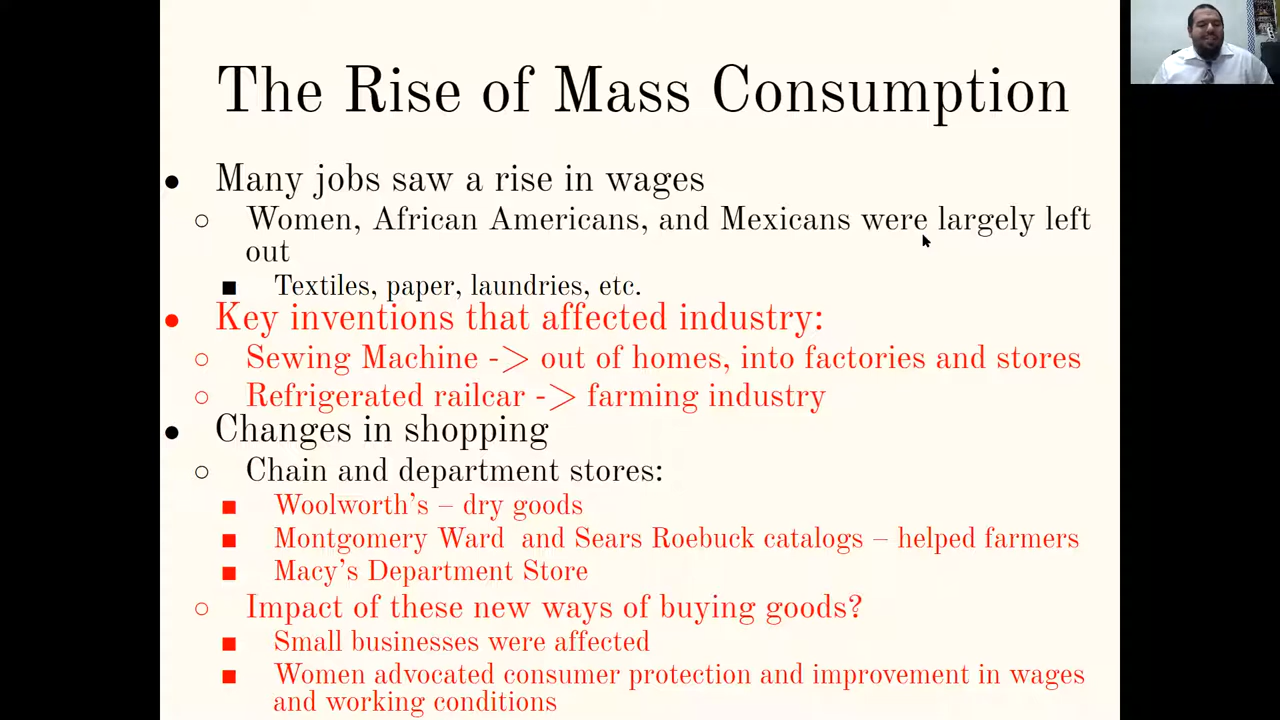 The Rise of Mass Consumption
● Many jobs saw a rise in wages
○ Women, African Americans, and Mexicans were largely left
out
■ Textiles, paper, laundries, etc.
● Key inventions that affected industry:
○ Sewing Machine -> out of homes, into factories and stores
○ Refrigerated railcar -> farming industry
● Changes in shopping
○ Chain and department stores:
■ Woolworth’s – dry goods
■ Montgomery Ward  and Sears Roebuck catalogs – helped farmers
■ Macy’s Department Store
○ Impact of these new ways of buying goods?
■ Small businesses were affected
■ Women advocated consumer protection and improvement in wages
and working conditions